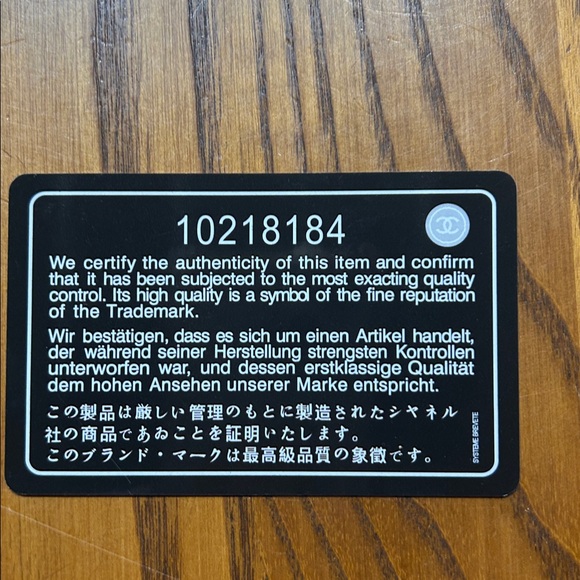 10218184
We certify the authenticity of this item and confirm
that it has been subjected to the most exacting quality
control. Its high quality is a symbol of the fine reputation
of the Trademark.
Wir bestätigen, dass es sich um einen Artikel handelt,
der während seiner Herstellung strengsten Kontrollen
unterworfen war, und dessen erstklassige Qualität
dem hohen Ansehen unserer Marke entspricht.
この製品は厳しい管理のもとに製造されたシヤネル
社の商品であゐことを証明いたします。
このブランド・マークは最高級品質の象徴です。
SYSTEME BREVETE